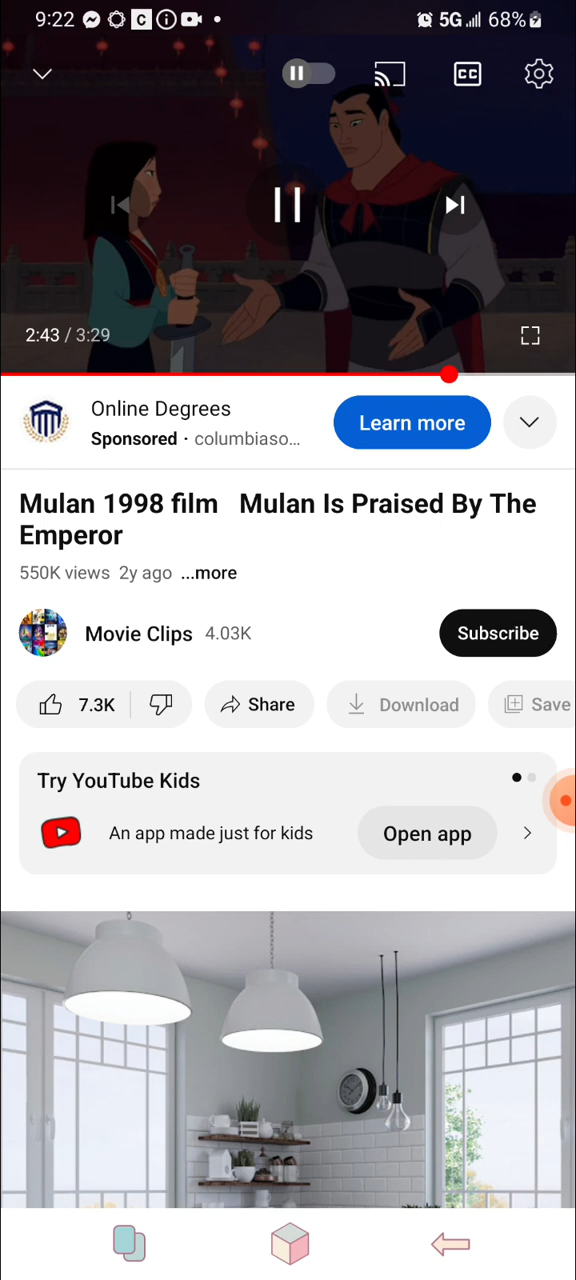 9:22 C 5G 68%
CC
2:43 / 3:29
Online Degrees
Sponsored · columbiaso...
Learn more
Mulan 1998 film Mulan Is Praised By The
Emperor
550K views 2y ago ...more
Movie Clips 4.03K
Subscribe
7.3K
Share
Download
Save
Try YouTube Kids
An app made just for kids
Open app